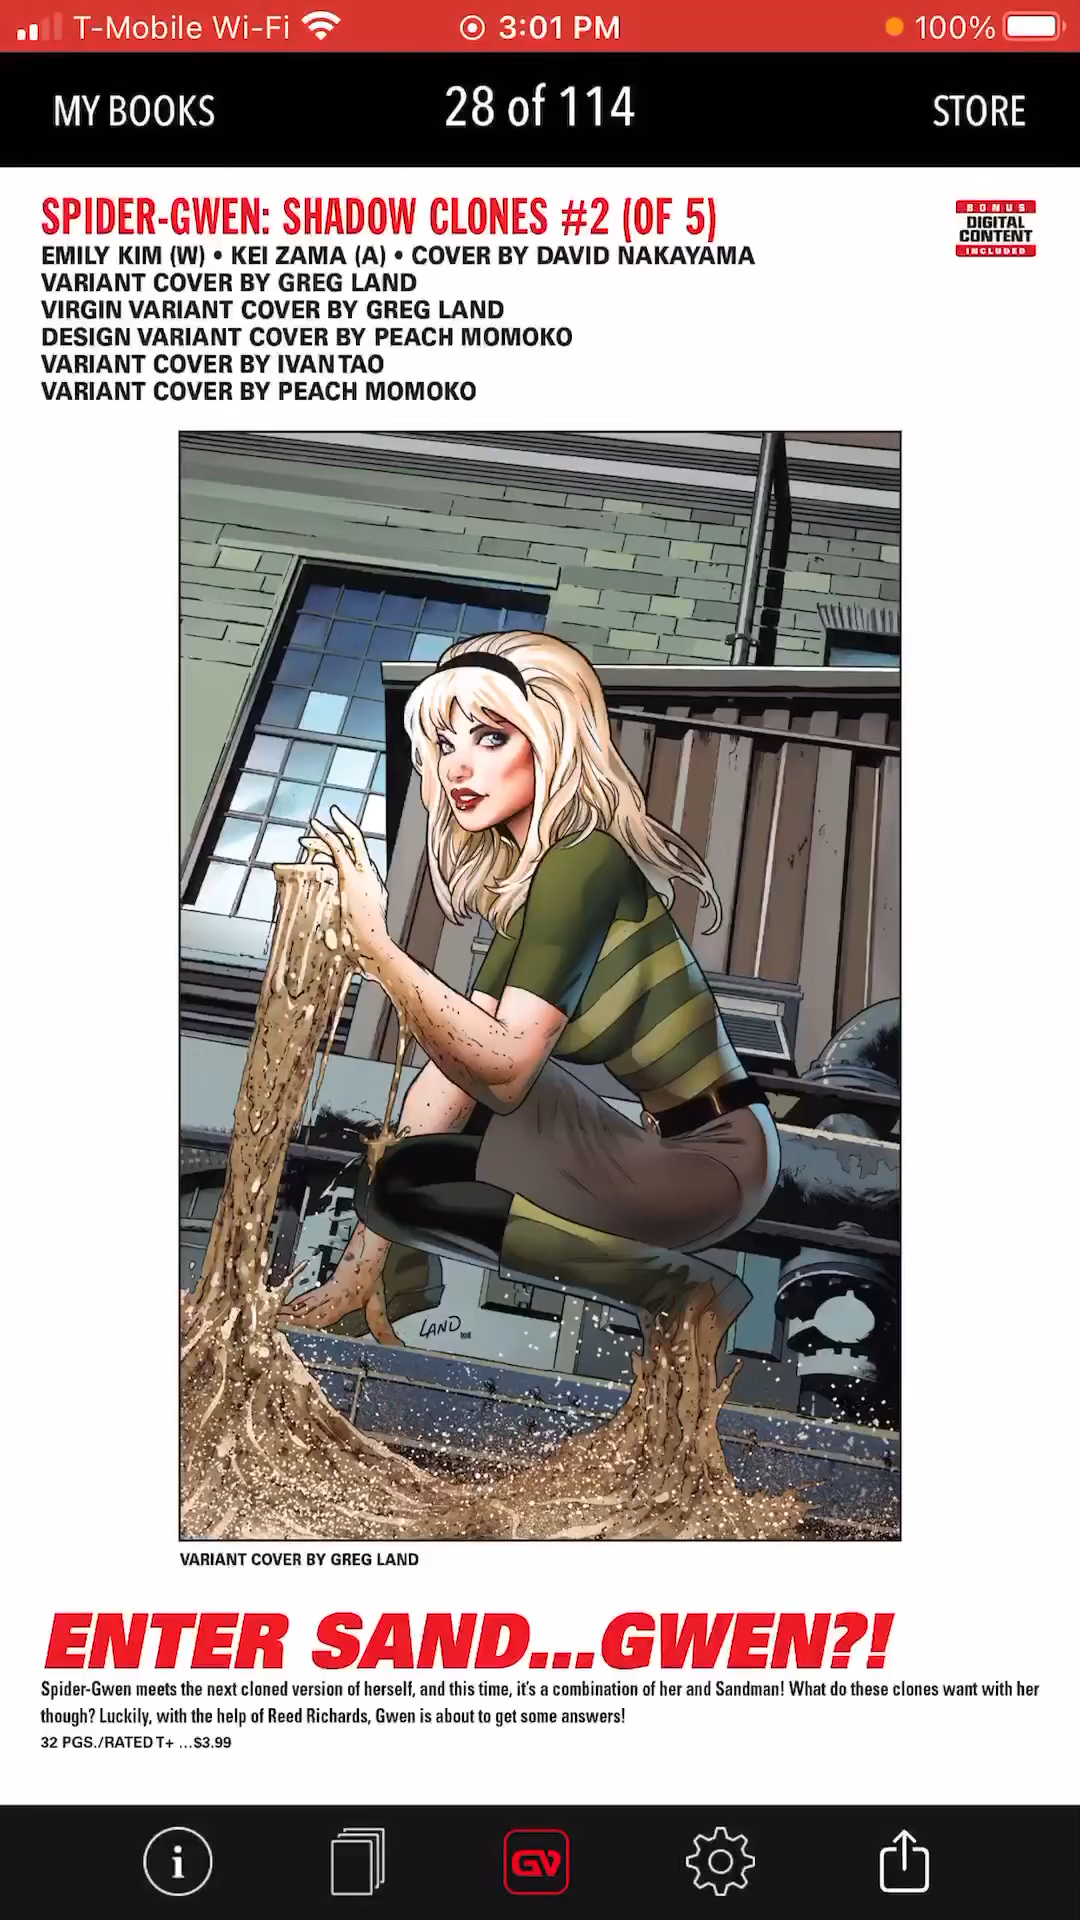 T-Mobile Wi-Fi 3:01 PM 100%
MY BOOKS 28 of 114 STORE
SPIDER-GWEN: SHADOW CLONES #2 (OF 5)
BONUS
DIGITAL
CONTENT
INCLUDED
EMILY KIM (W) • KEI ZAMA (A) • COVER BY DAVID NAKAYAMA
VARIANT COVER BY GREG LAND
VIRGIN VARIANT COVER BY GREG LAND
DESIGN VARIANT COVER BY PEACH MOMOKO
VARIANT COVER BY IVAN TAO
VARIANT COVER BY PEACH MOMOKO
LAND
VARIANT COVER BY GREG LAND
ENTER SAND...GWEN?!
Spider-Gwen meets the next cloned version of herself, and this time, it's a combination of her and Sandman! What do these clones want with her
though? Luckily, with the help of Reed Richards, Gwen is about to get some answers!
32 PGS./RATED T+ ...$3.99
i
GV